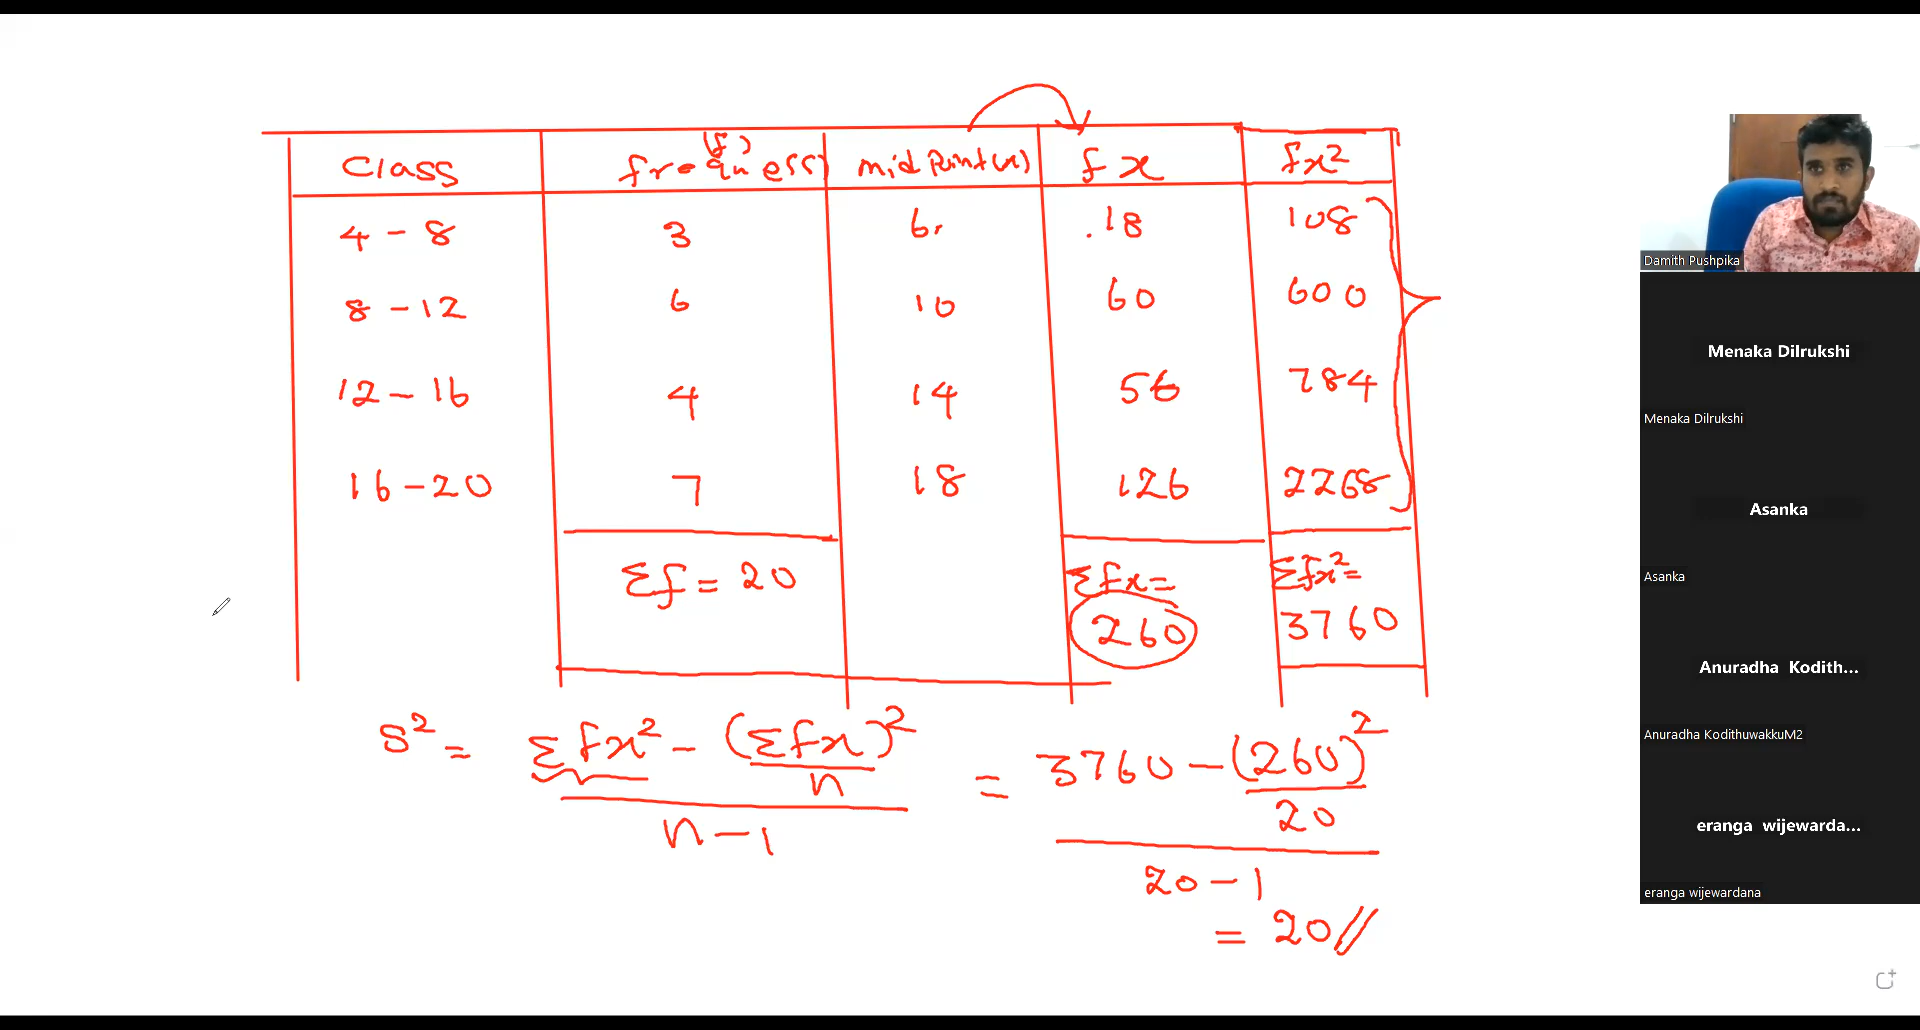 Class (f) frequess) midpoint(x) fx fx²
4 - 8 3 6. .18 108
8 - 12 6 10 60 600
12 - 16 4 14 56 784
16 - 20 7 18 126 2268
Σf = 20 Σfx = 260 Σfx² = 3760
S² = Σfx² - (Σfx)² / n / n - 1 = 3760 - (260)² / 20 / 20 - 1
= 20//
Damith Pushpika
Menaka Dilrukshi
Menaka Dilrukshi
Asanka
Asanka
Anuradha Kodith...
Anuradha KodithuwakkuM2
eranga wijewarda...
eranga wijewardana